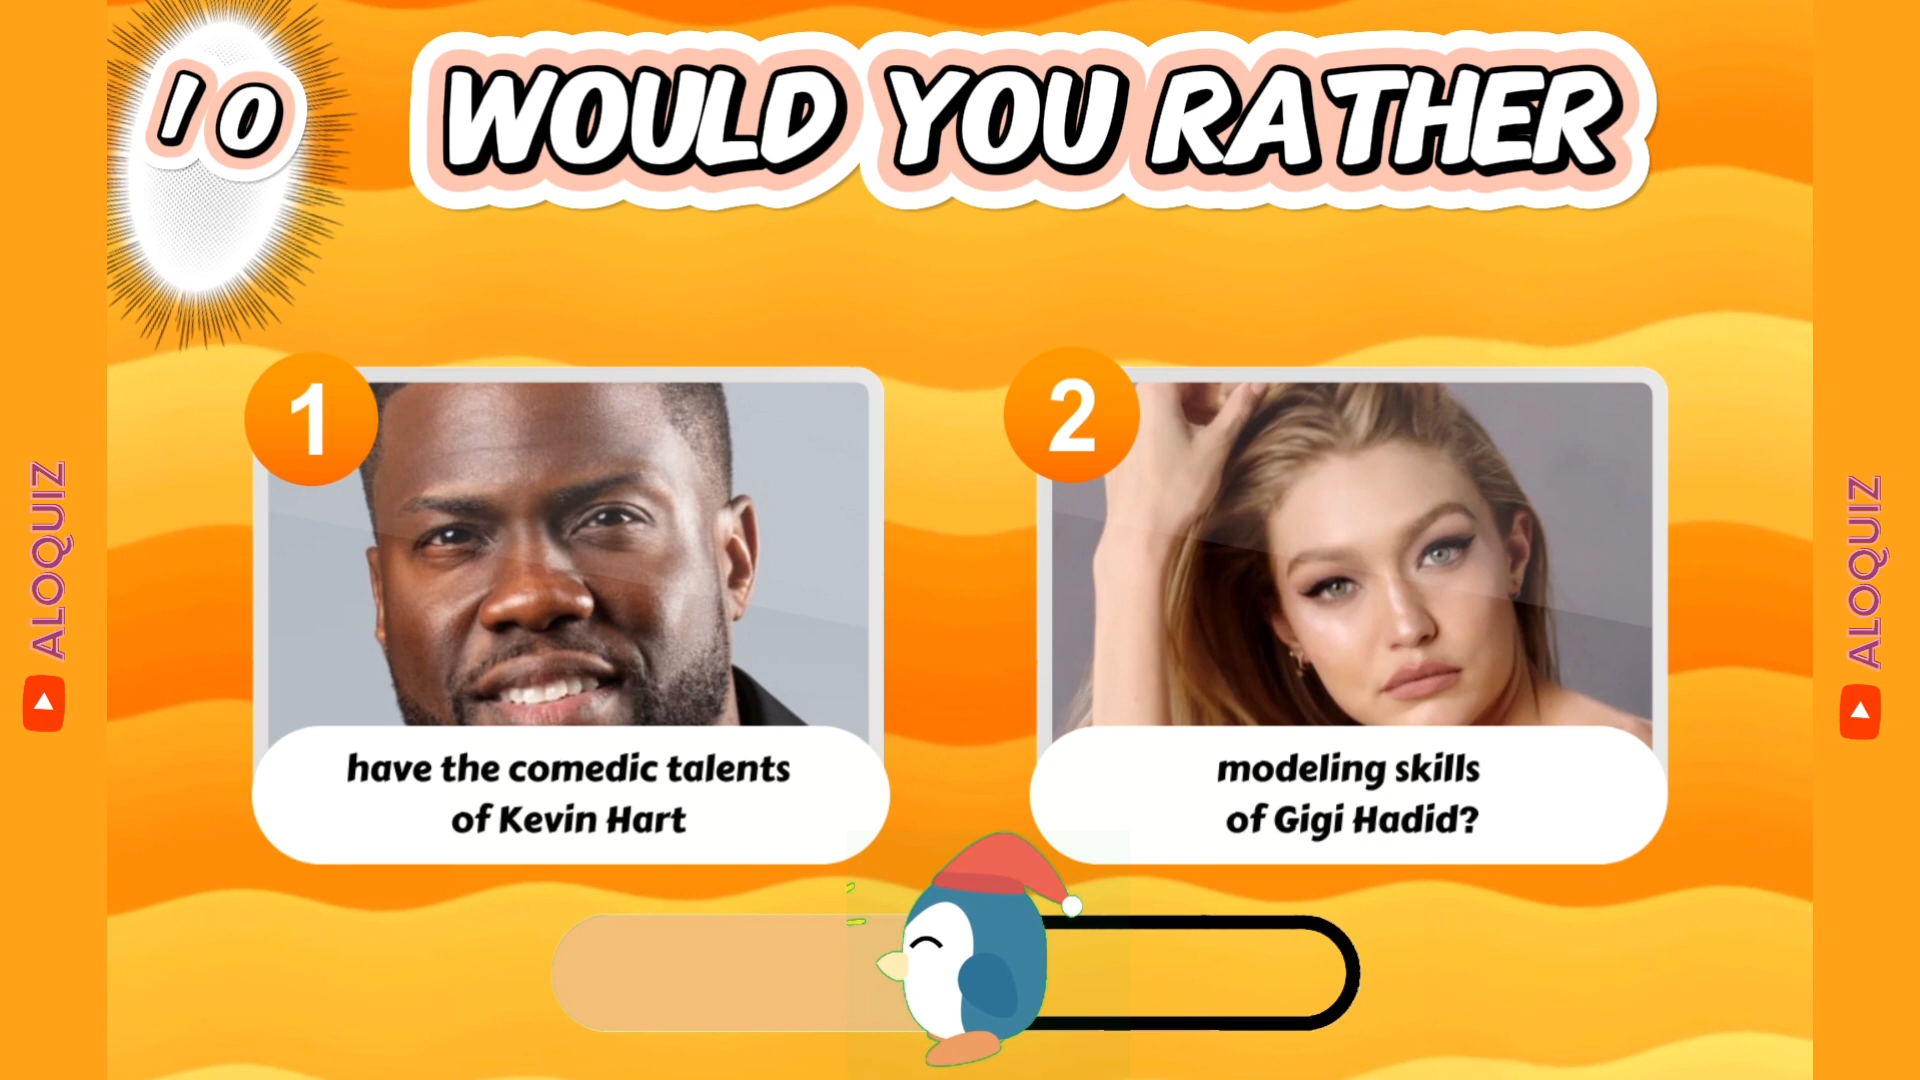 10
WOULD YOU RATHER
1
2
have the comedic talents
of Kevin Hart
modeling skills
of Gigi Hadid?
ALOQUIZ
ALOQUIZ